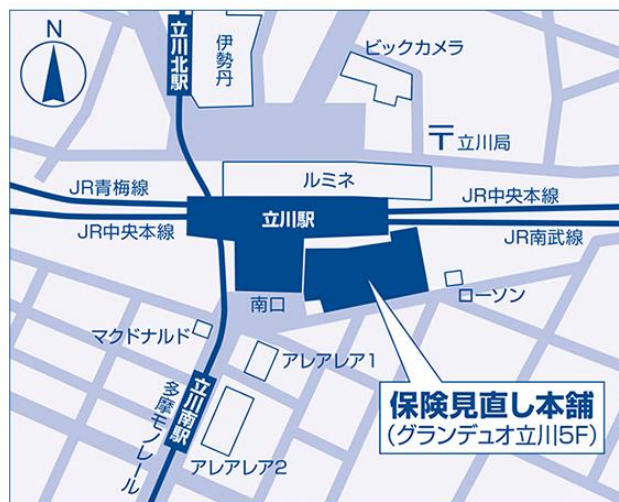 N
立川北駅
伊勢丹
ビックカメラ
〒立川局
ルミネ
JR青梅線
JR中央本線
立川駅
JR中央本線
JR南武線
南口
ローソン
マクドナルド
アレアレア1
立川南駅
多摩モノレール
アレアレア2
保険見直し本舗
(グランデュオ立川5F)